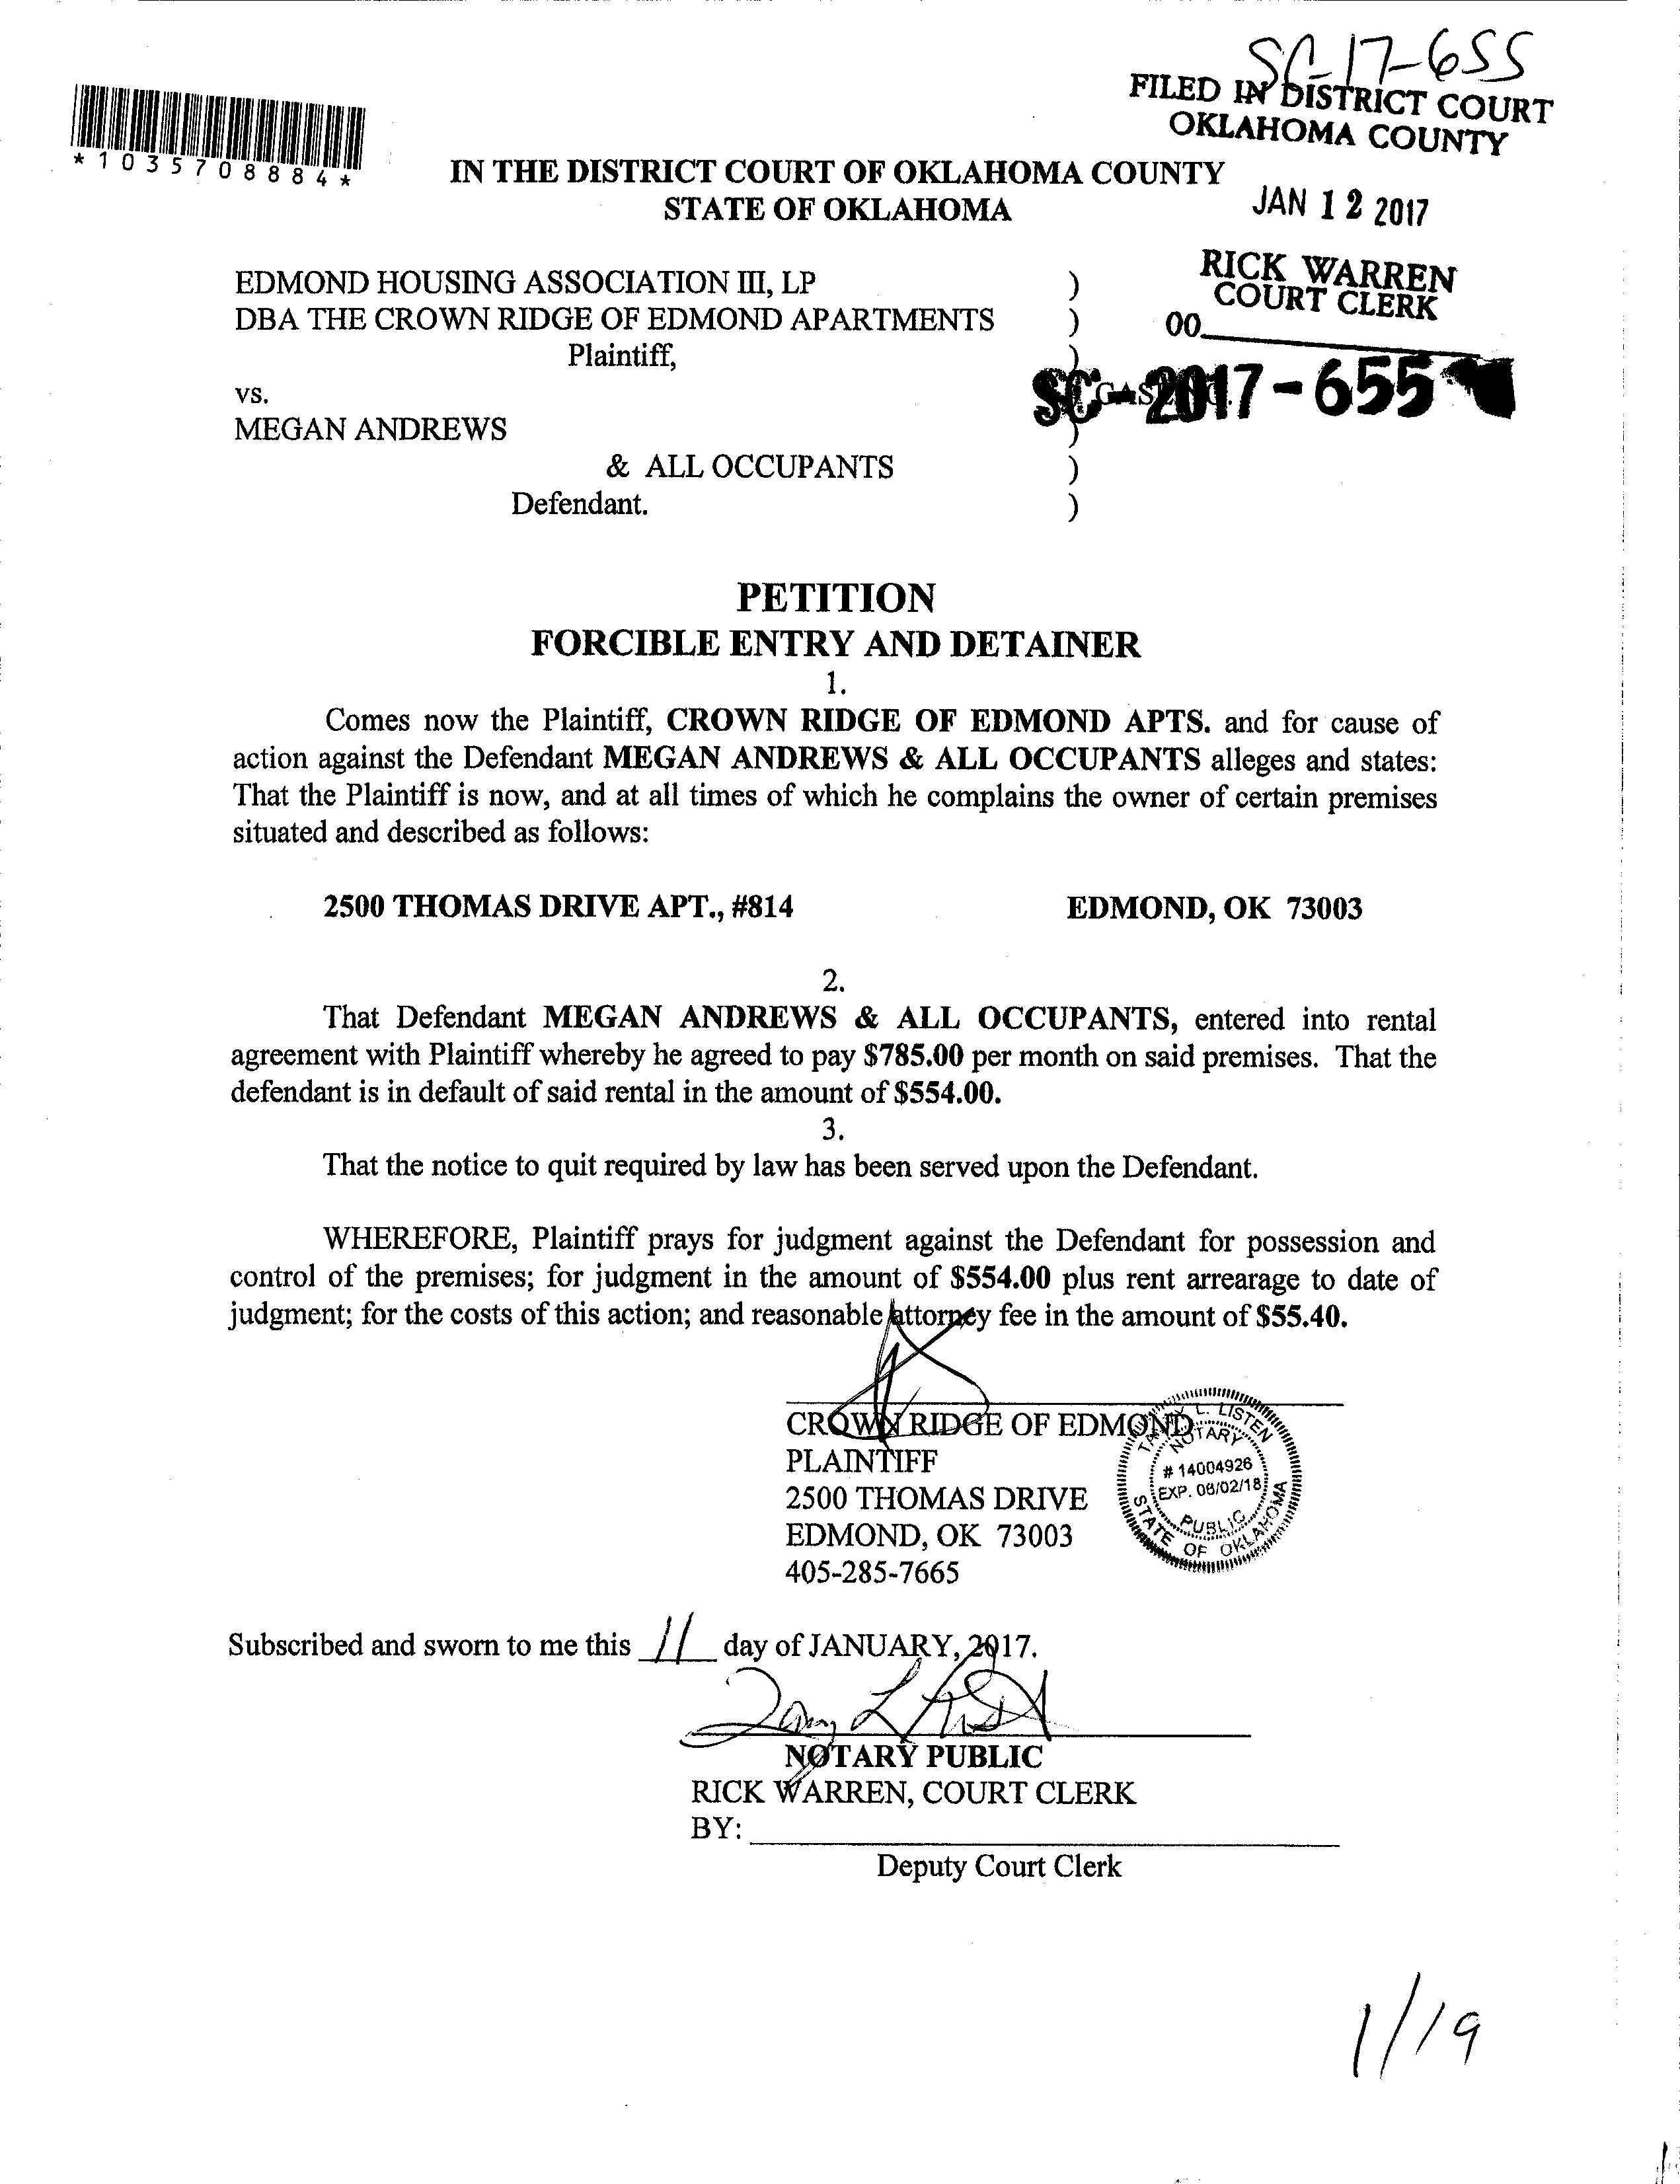 SC-17-655
FILED IN DISTRICT COURT
OKLAHOMA COUNTY
*1035708884*
IN THE DISTRICT COURT OF OKLAHOMA COUNTY
STATE OF OKLAHOMA
JAN 12 2017
RICK WARREN
COURT CLERK
00
EDMOND HOUSING ASSOCIATION III, LP )
DBA THE CROWN RIDGE OF EDMOND APARTMENTS )
Plaintiff, )
SC-2017-655
vs.
MEGAN ANDREWS )
& ALL OCCUPANTS )
Defendant. )
PETITION
FORCIBLE ENTRY AND DETAINER
1.
Comes now the Plaintiff, CROWN RIDGE OF EDMOND APTS. and for cause of
action against the Defendant MEGAN ANDREWS & ALL OCCUPANTS alleges and states:
That the Plaintiff is now, and at all times of which he complains the owner of certain premises
situated and described as follows:
2500 THOMAS DRIVE APT., #814 EDMOND, OK 73003
2.
That Defendant MEGAN ANDREWS & ALL OCCUPANTS, entered into rental
agreement with Plaintiff whereby he agreed to pay $785.00 per month on said premises. That the
defendant is in default of said rental in the amount of $554.00.
3.
That the notice to quit required by law has been served upon the Defendant.
WHEREFORE, Plaintiff prays for judgment against the Defendant for possession and
control of the premises; for judgment in the amount of $554.00 plus rent arrearage to date of
judgment; for the costs of this action; and reasonable attorney fee in the amount of $55.40.
CROWN RIDGE OF EDMOND
PLAINTIFF
2500 THOMAS DRIVE
EDMOND, OK 73003
405-285-7665
L. LISTEN
NOTARY
# 14004926
EXP. 06/02/18
PUBLIC
STATE OF OKLAHOMA
Subscribed and sworn to me this 11 day of JANUARY, 2017.
NOTARY PUBLIC
RICK WARREN, COURT CLERK
BY:
Deputy Court Clerk
1/19